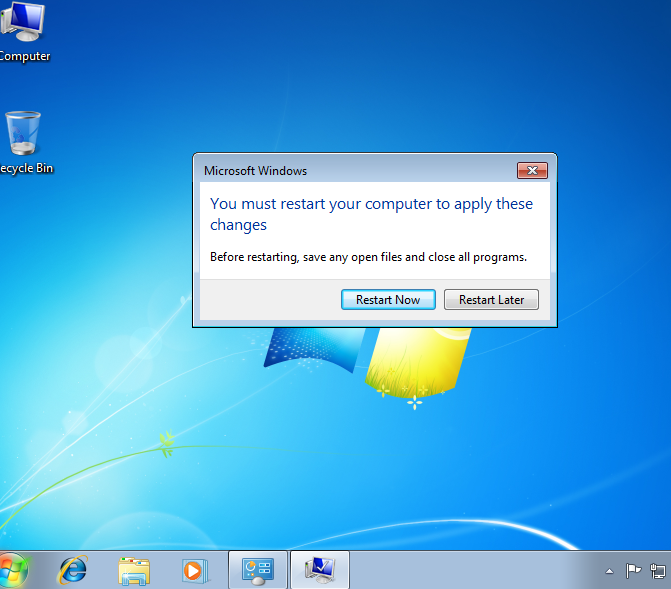 Computer
ecycle Bin
Microsoft Windows
You must restart your computer to apply these
changes
Before restarting, save any open files and close all programs.
Restart Now
Restart Later